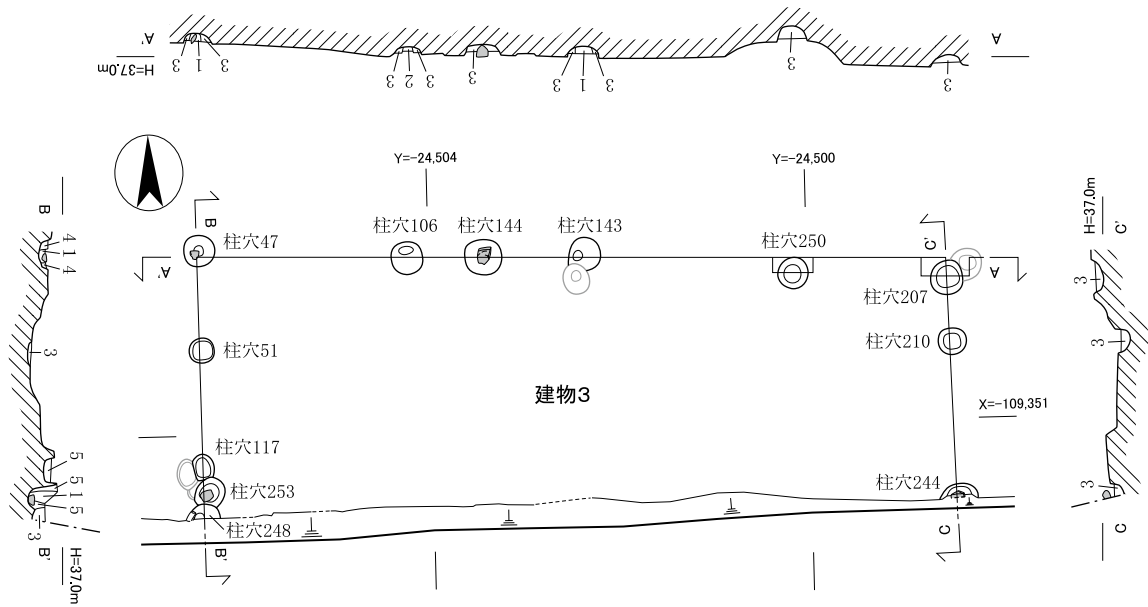 A'
A
H=37.0m
3 1 3
3 2 3
3
3 1 3
3
3
Y=-24,504
Y=-24,500
B
柱穴47
柱穴106
柱穴144
柱穴143
柱穴250
C'
A'
A
柱穴207
柱穴51
柱穴210
建物3
X=-109,351
柱穴117
柱穴253
柱穴248
柱穴244
B'
C
B
4 1 4
3
5
5 1 5
3
B'
H=37.0m
H=37.0m
C'
3
3
3
C